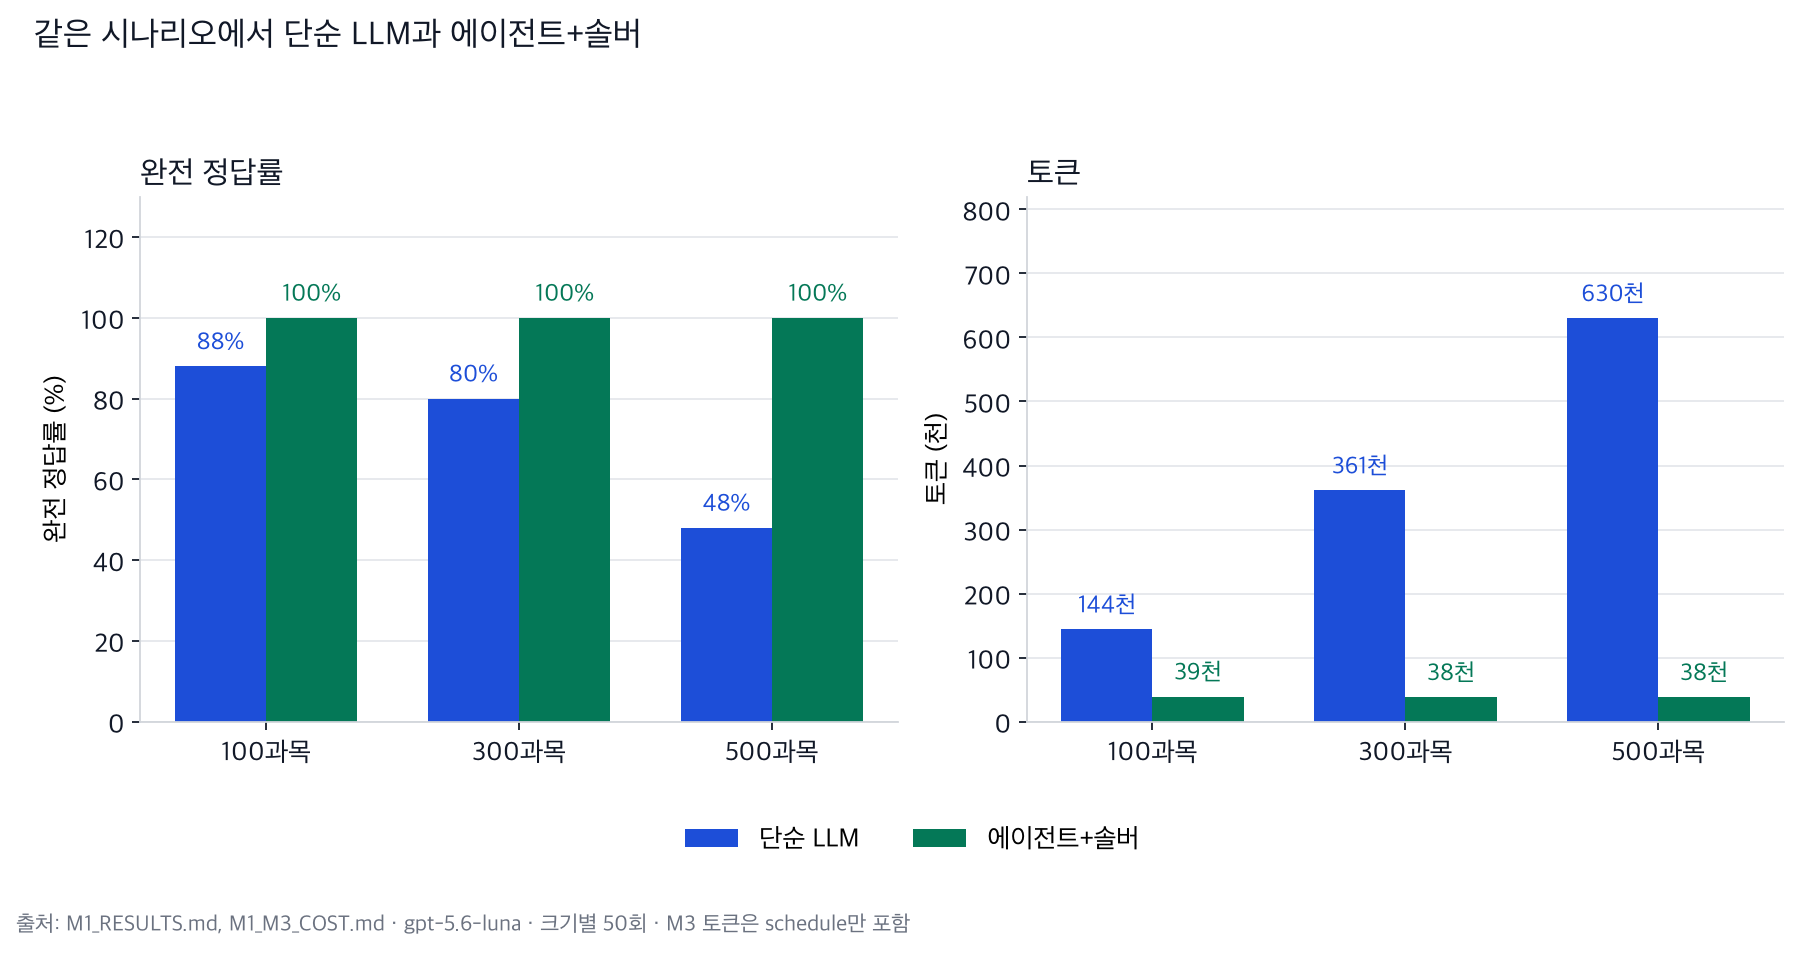 같은 시나리오에서 단순 LLM과 에이전트+솔버
완전 정답률
완전 정답률 (%)
120
100
80
60
40
20
0
88%
100%
80%
100%
48%
100%
100과목
300과목
500과목
토큰
토큰 (천)
800
700
600
500
400
300
200
100
0
144천
39천
361천
38천
630천
38천
100과목
300과목
500과목
단순 LLM
에이전트+솔버
출처: M1_RESULTS.md, M1_M3_COST.md · gpt-5.6-luna · 크기별 50회 · M3 토큰은 schedule만 포함